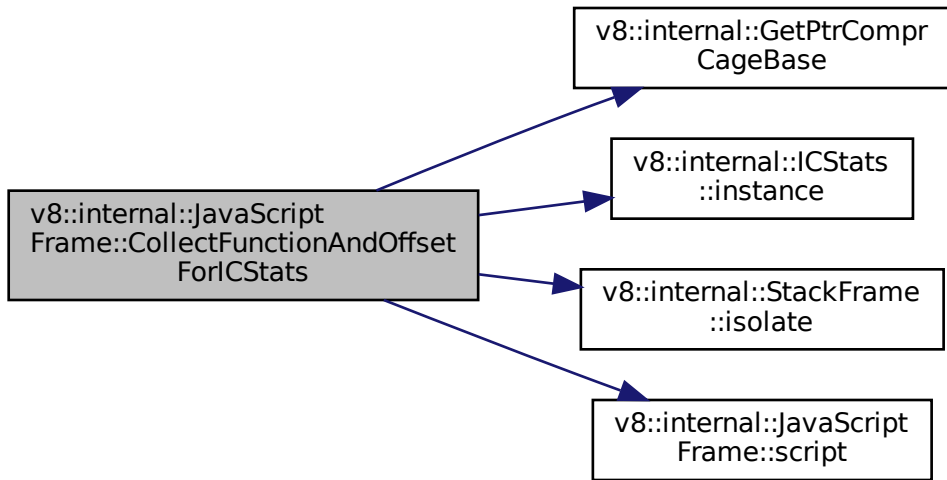 v8::internal::GetPtrCompr
CageBase
v8::internal::ICStats
::instance
v8::internal::JavaScript
Frame::CollectFunctionAndOffset
ForICStats
v8::internal::StackFrame
::isolate
v8::internal::JavaScript
Frame::script